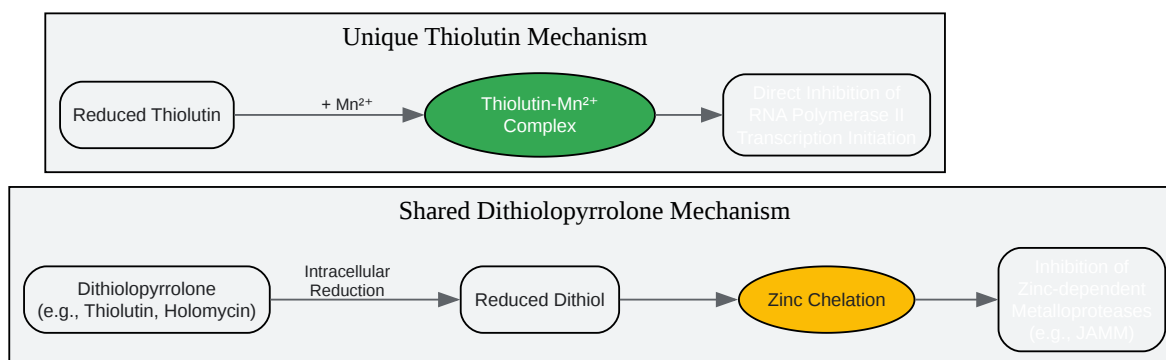 Unique Thiolutin Mechanism
Reduced Thiolutin
+ Mn²⁺
Thiolutin-Mn²⁺
Complex
Direct Inhibition of
RNA Polymerase II
Transcription Initiation
Shared Dithiolopyrrolone Mechanism
Dithiolopyrrolone
(e.g., Thiolutin, Holomycin)
Intracellular
Reduction
Reduced Dithiol
Zinc Chelation
Inhibition of
Zinc-dependent
Metalloproteases
(e.g., JAMM)